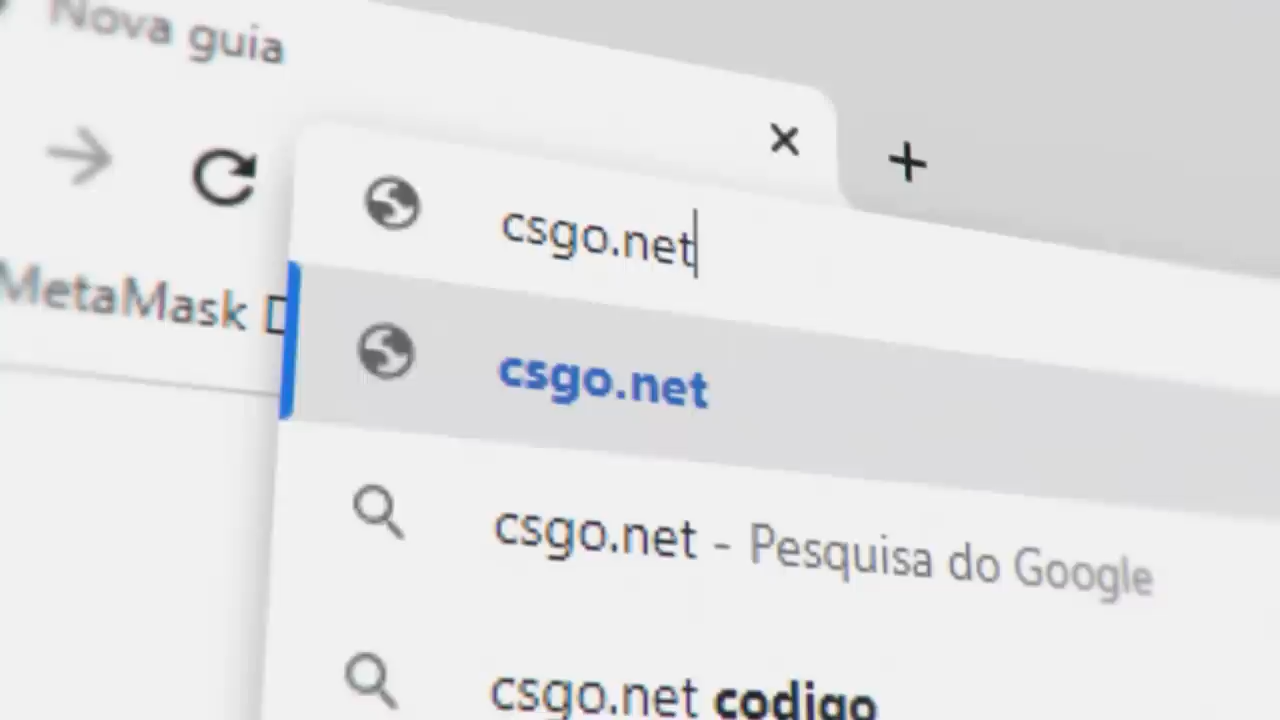 Nova guia
csgo.net
MetaMask
csgo.net
csgo.net - Pesquisa do Google
csgo.net codigo